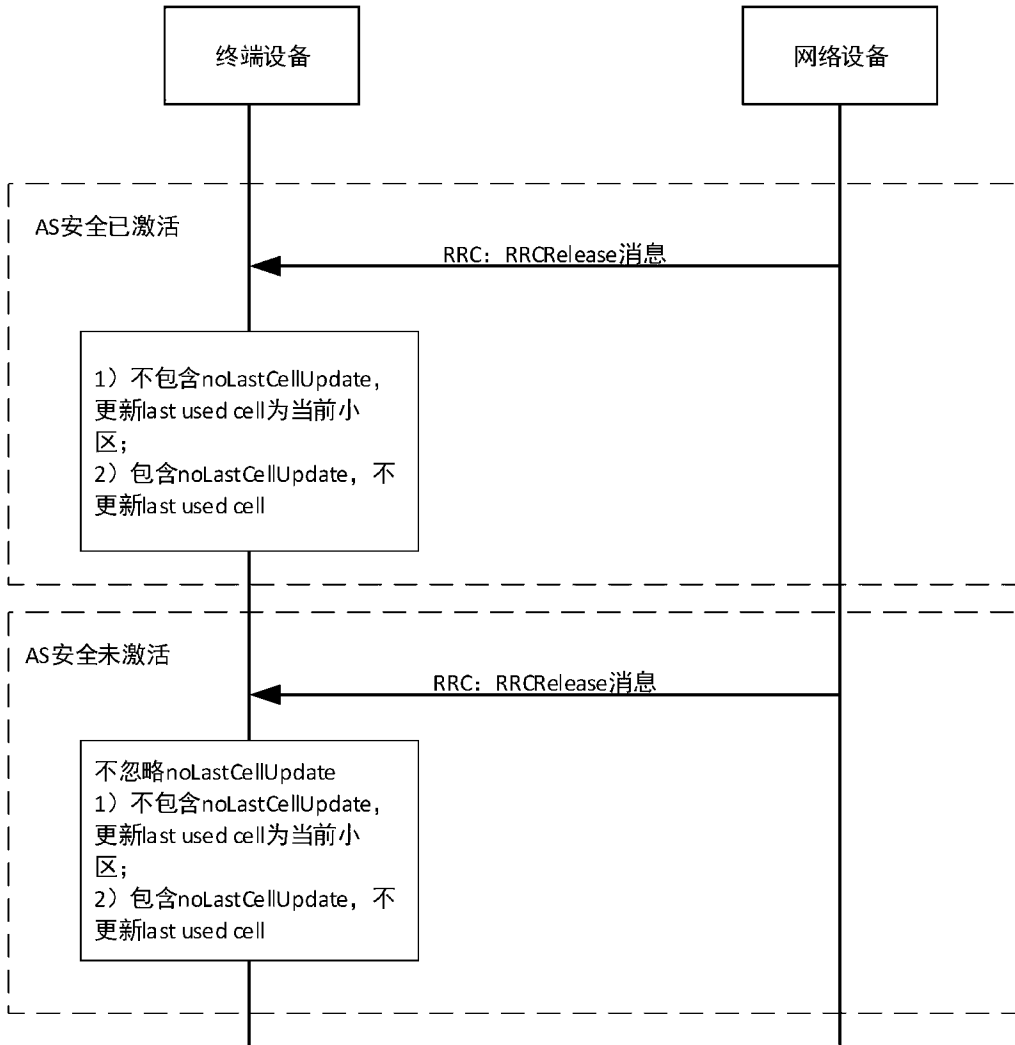 终端设备
网络设备
AS安全已激活
RRC：RRCRelease消息
1）不包含noLastCellUpdate，
更新last used cell为当前小
区；
2）包含noLastCellUpdate，不
更新last used cell
AS安全未激活
RRC：RRCRelease消息
不忽略noLastCellUpdate
1）不包含noLastCellUpdate，
更新last used cell为当前小
区；
2）包含noLastCellUpdate，不
更新last used cell